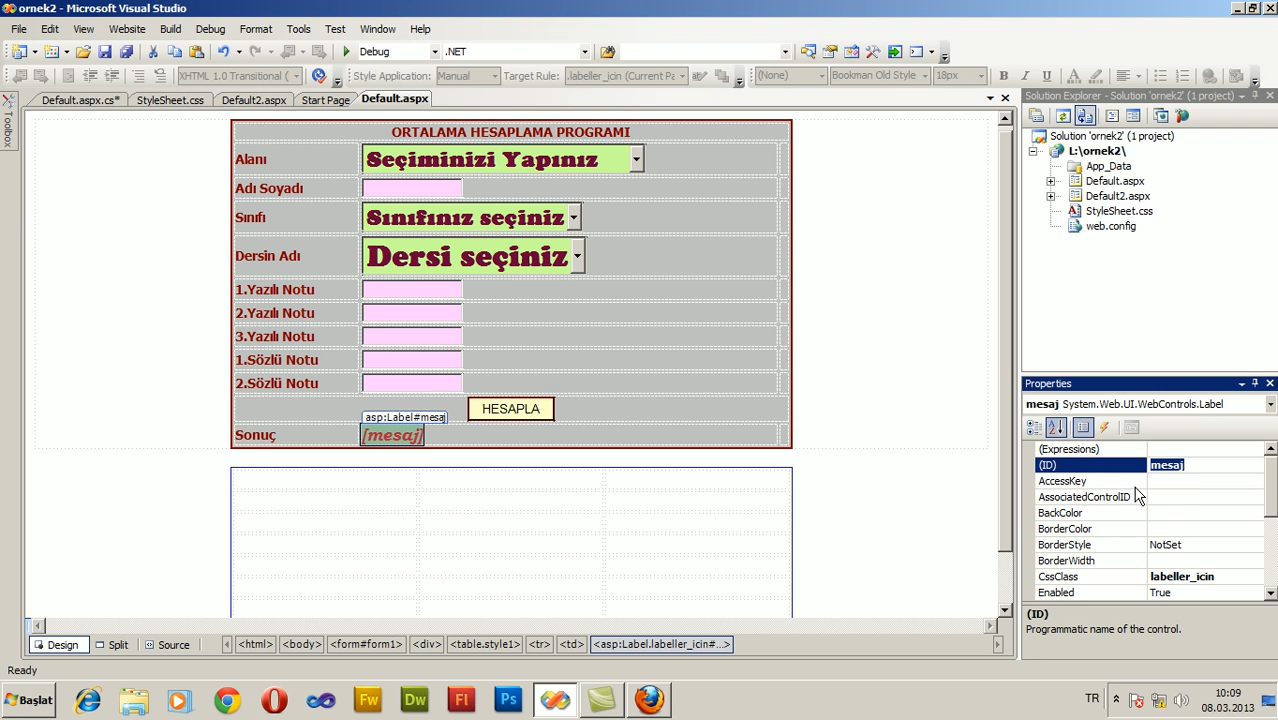 ornek2 - Microsoft Visual Studio
File Edit View Website Build Debug Format Tools Test Window Help
Debug .NET
XHTML 1.0 Transitional ( Style Application: Manual Target Rule: labeller_icin (Current Pa (None) Bookman Old Style 18px B I U A
Default.aspx.cs* StyleSheet.css Default2.aspx Start Page Default.aspx
Toolbox
ORTALAMA HESAPLAMA PROGRAMI
Alanı Seçiminizi Yapınız
Adı Soyadı
Sınıfı Sınıfınız seçiniz
Dersin Adı Dersi seçiniz
1.Yazılı Notu
2.Yazılı Notu
3.Yazılı Notu
1.Sözlü Notu
2.Sözlü Notu
HESAPLA
asp:Label#mesaj
Sonuç [mesaj]
Design Split Source <html> <body> <form#form1> <div> <table.style1> <tr> <td> <asp:Label.labeller_icin#...>
Ready
Solution Explorer - Solution 'ornek2' (1 project)
Solution 'ornek2' (1 project)
L:\ornek2\
App_Data
Default.aspx
Default2.aspx
StyleSheet.css
web.config
Properties
mesaj System.Web.UI.WebControls.Label
(Expressions)
(ID) mesaj
AccessKey
AssociatedControlID
BackColor
BorderColor
BorderStyle NotSet
BorderWidth
CssClass labeller_icin
Enabled True
(ID)
Programmatic name of the control.
Başlat Fw Dw Fl Ps TR 10:09
08.03.2013